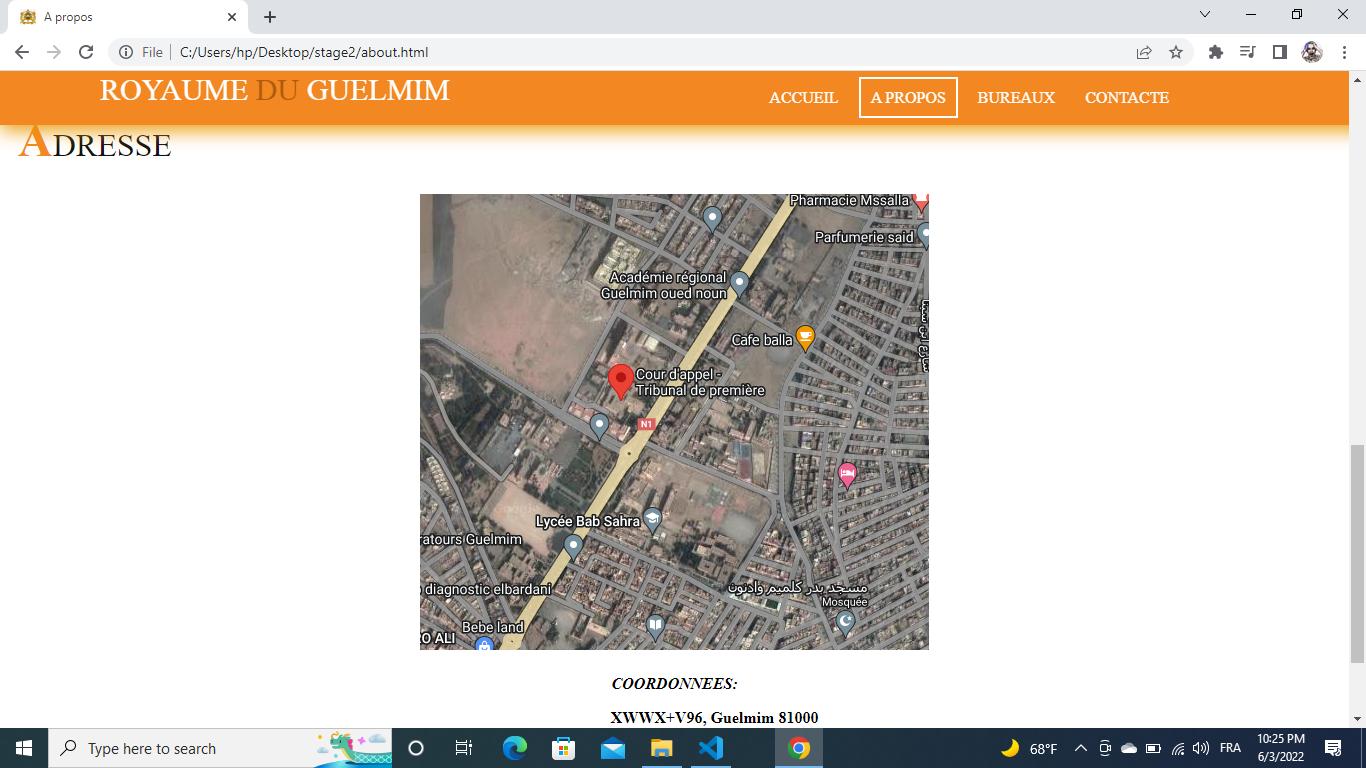 A propos
File
C:/Users/hp/Desktop/stage2/about.html
ROYAUME DU GUELMIM
ACCUEIL
A PROPOS
BUREAUX
CONTACTE
ADRESSE
Pharmacie Mssalla
Parfumerie said
Académie régional
Guelmim oued noun
Cafe balla
Cour d'appel -
Tribunal de première
N1
Lycée Bab Sahra
ratours Guelmim
diagnostic elbardani
مسجد بدر كلميم وادنون
Mosquée
Bebe land
RO ALI
COORDONNEES:
XWWX+V96, Guelmim 81000
Type here to search
68°F
FRA
10:25 PM
6/3/2022